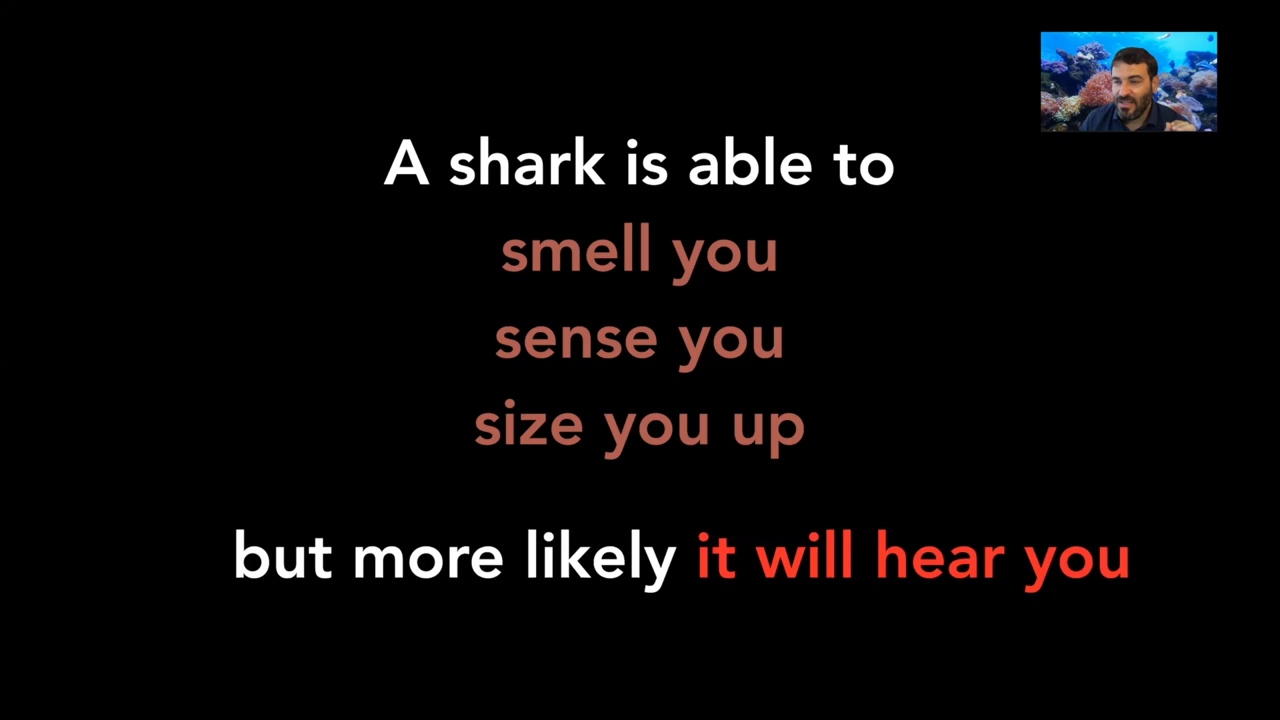 A shark is able to
smell you
sense you
size you up
but more likely it will hear you